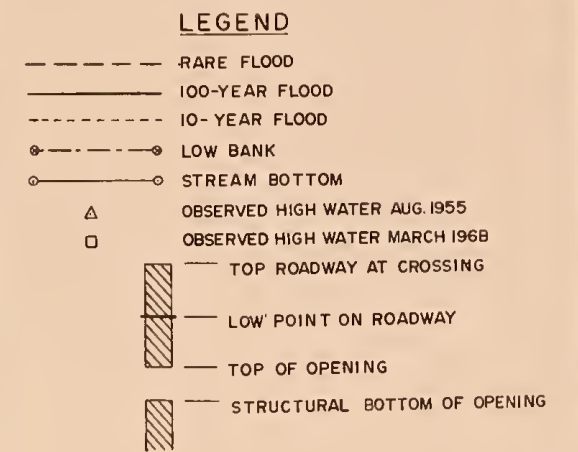 LEGEND
RARE FLOOD
100-YEAR FLOOD
10-YEAR FLOOD
LOW BANK
STREAM BOTTOM
OBSERVED HIGH WATER AUG. 1955
OBSERVED HIGH WATER MARCH 1968
TOP ROADWAY AT CROSSING
LOW POINT ON ROADWAY
TOP OF OPENING
STRUCTURAL BOTTOM OF OPENING